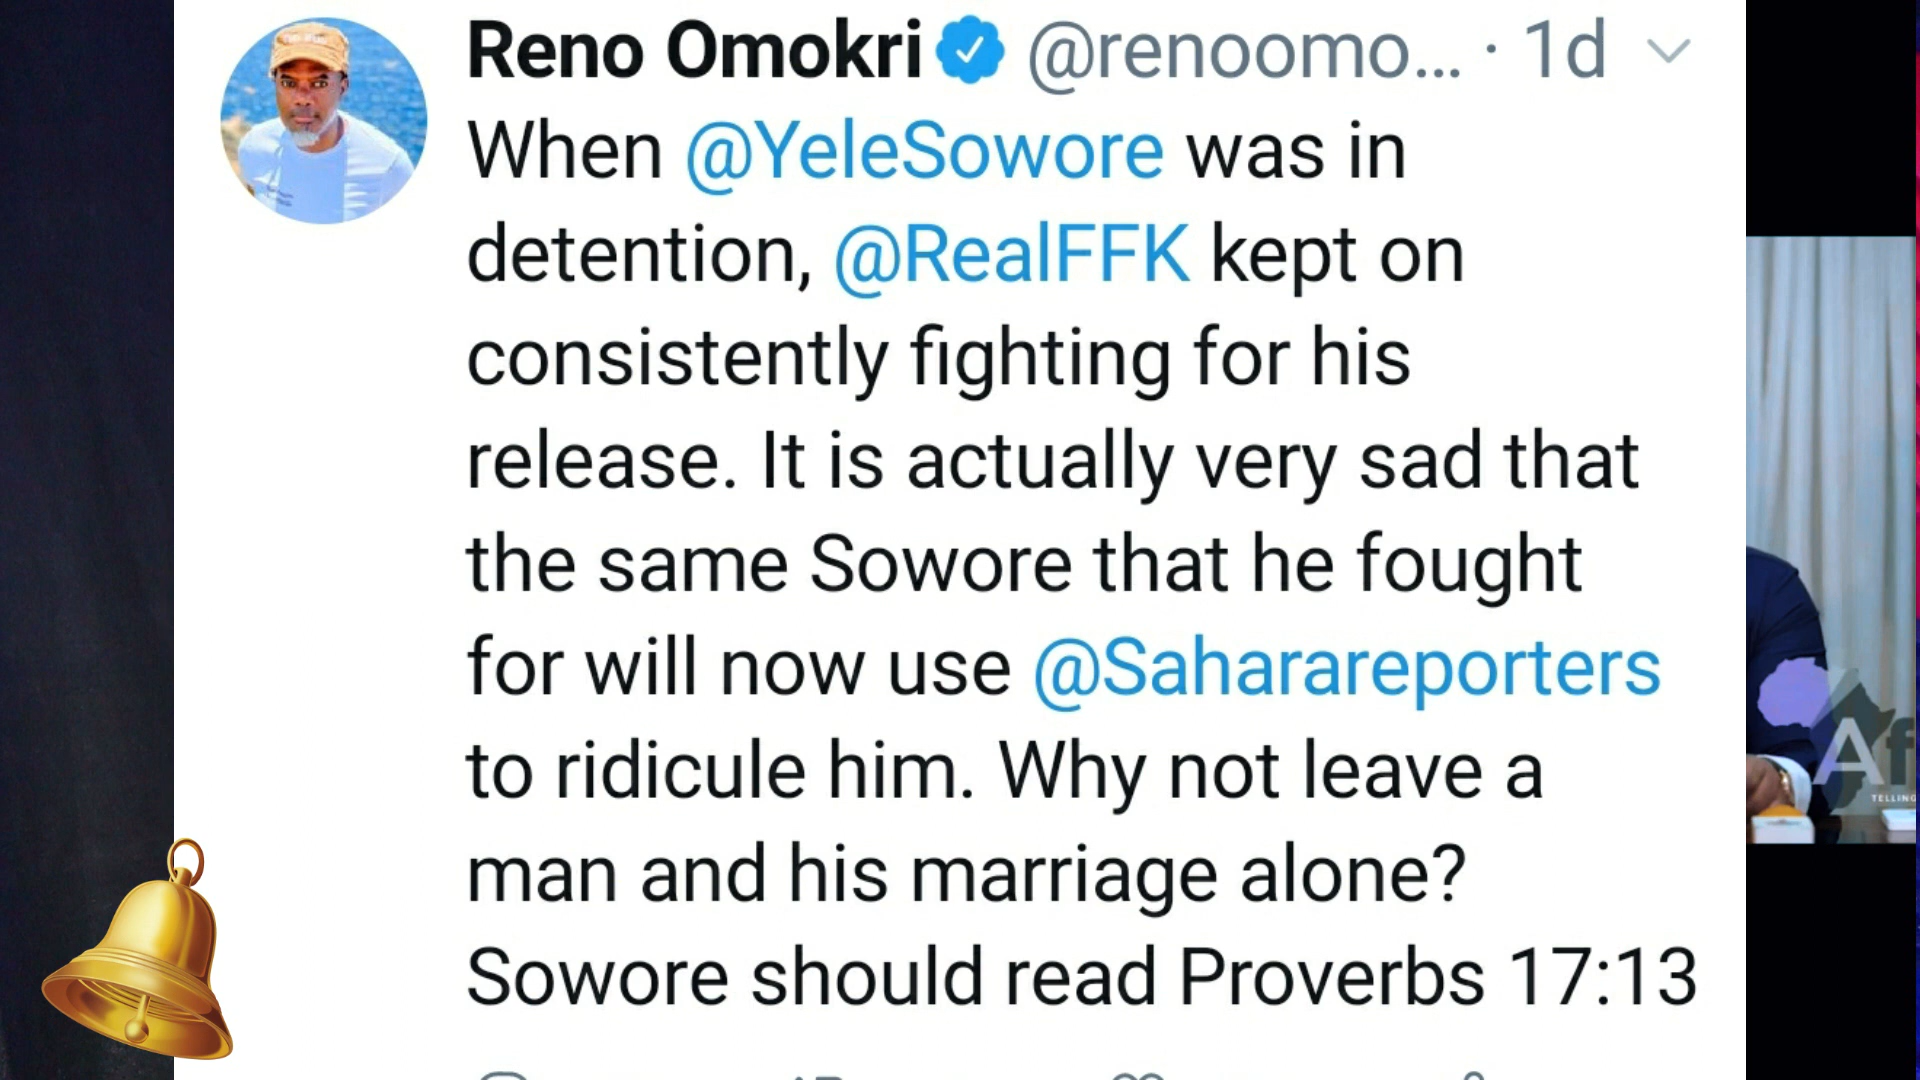 Reno Omokri @renoomo... · 1d
When @YeleSowore was in
detention, @RealFFK kept on
consistently fighting for his
release. It is actually very sad that
the same Sowore that he fought
for will now use @Saharareporters
to ridicule him. Why not leave a
man and his marriage alone?
Sowore should read Proverbs 17:13
Af
TELLING